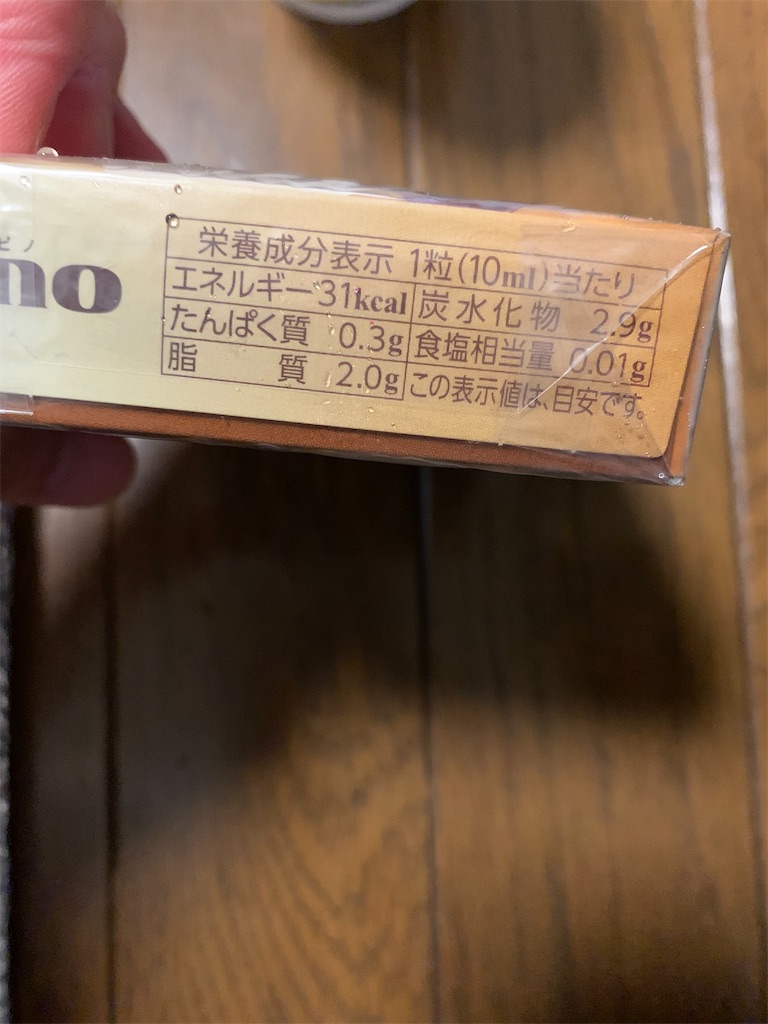 ピノ
no
栄養成分表示 1粒(10ml)当たり
エネルギー 31kcal 炭水化物 2.9g
たんぱく質 0.3g 食塩相当量 0.01g
脂質 2.0g この表示値は、目安です。